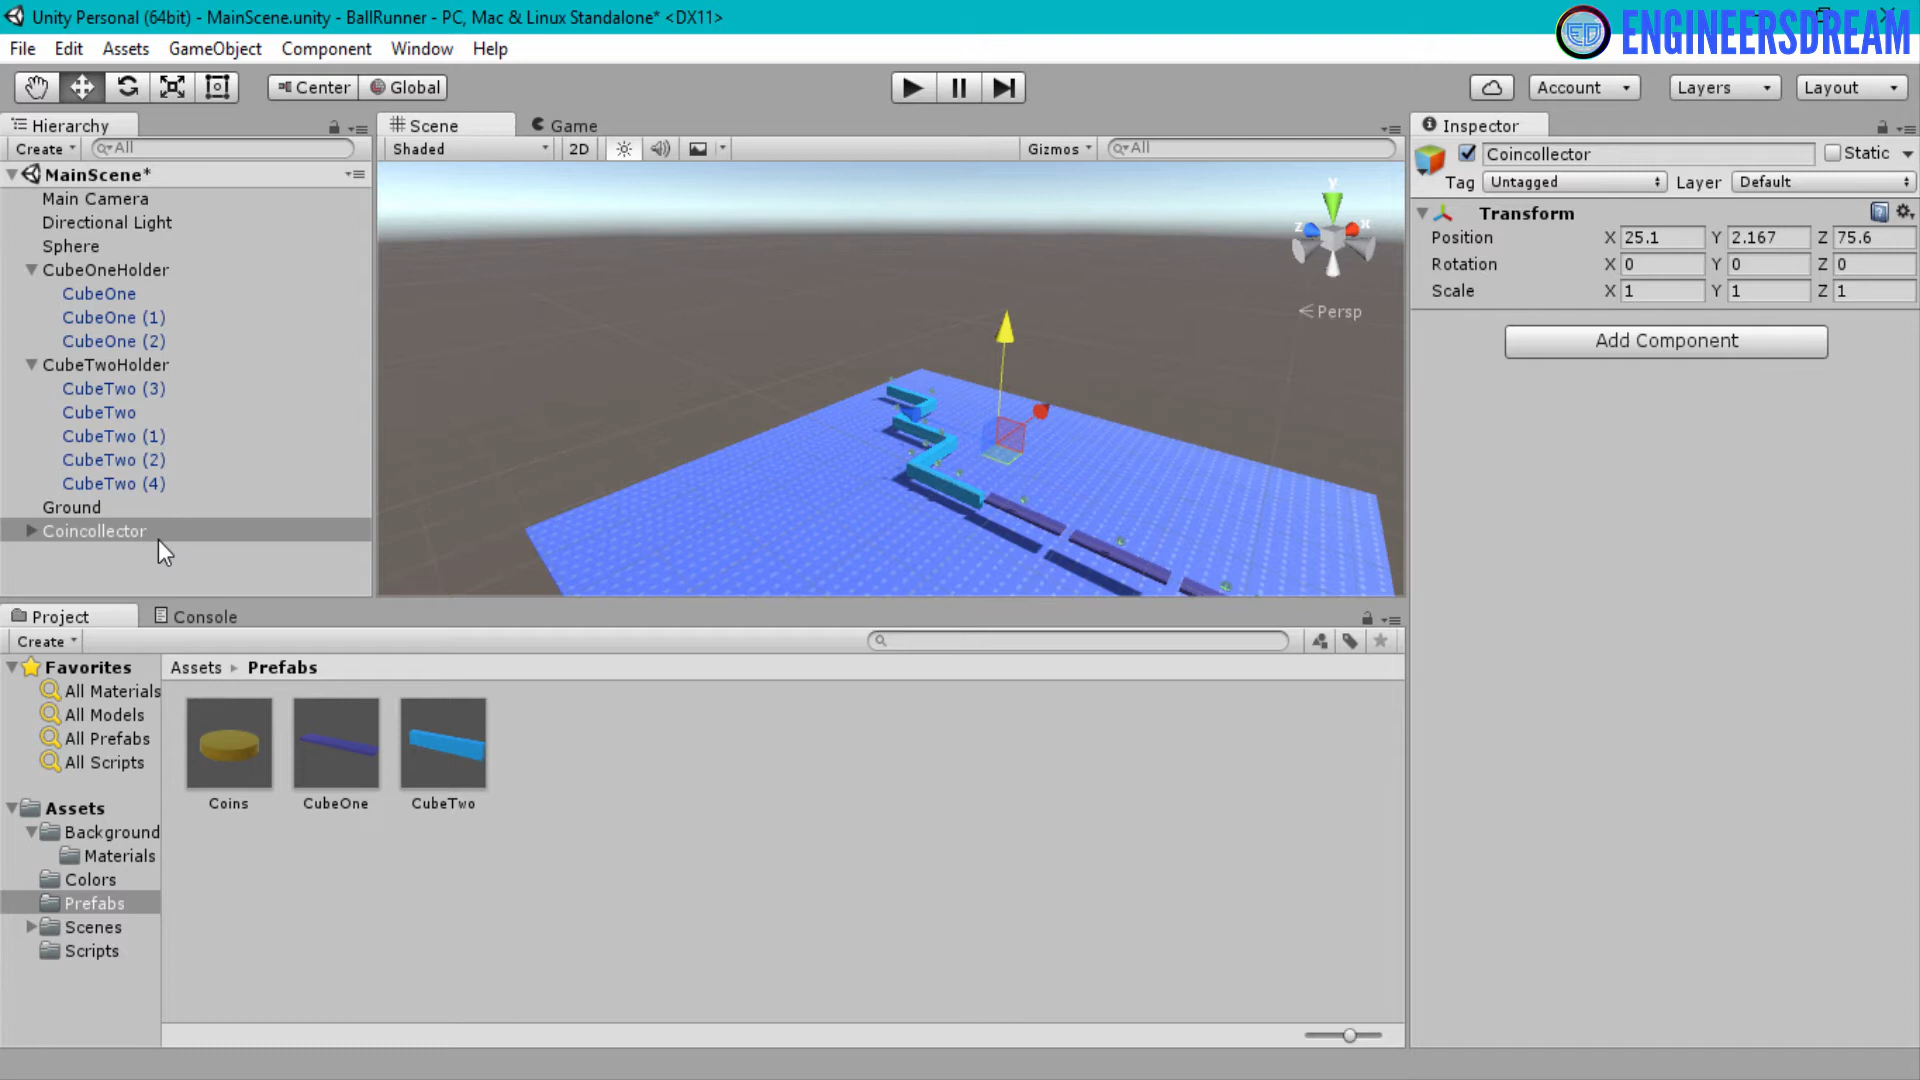 Unity Personal (64bit) - MainScene.unity - BallRunner - PC, Mac & Linux Standalone* <DX11>
ED ENGINEERSDREAM
File Edit Assets GameObject Component Window Help
Center Global Account Layers Layout
Hierarchy Scene Game Inspector
Create All Shaded 2D Gizmos All
Coincollector Static
MainScene*
Tag Untagged Layer Default
Main Camera
Directional Light
Sphere
CubeOneHolder
CubeOne
CubeOne (1)
CubeOne (2)
CubeTwoHolder
CubeTwo (3)
CubeTwo
CubeTwo (1)
CubeTwo (2)
CubeTwo (4)
Ground
Coincollector
y
z x
Persp
Transform
Position X 25.1 Y 2.167 Z 75.6
Rotation X 0 Y 0 Z 0
Scale X 1 Y 1 Z 1
Add Component
Project Console
Create
Favorites
All Materials
All Models
All Prefabs
All Scripts
Assets
Background
Materials
Colors
Prefabs
Scenes
Scripts
Assets Prefabs
Coins CubeOne CubeTwo